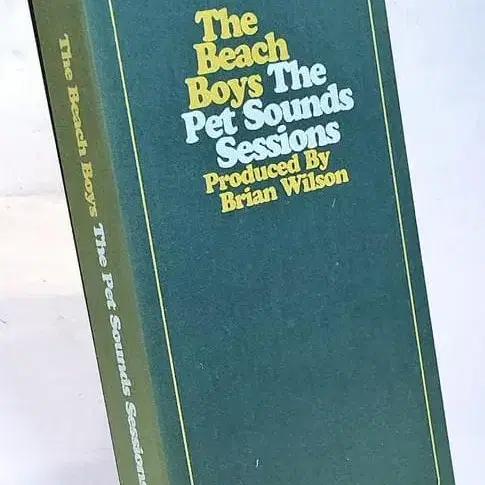 The
Beach
Boys The
Pet Sounds
Sessions
Produced By
Brian Wilson
The Beach Boys The Pet Sounds Sessions